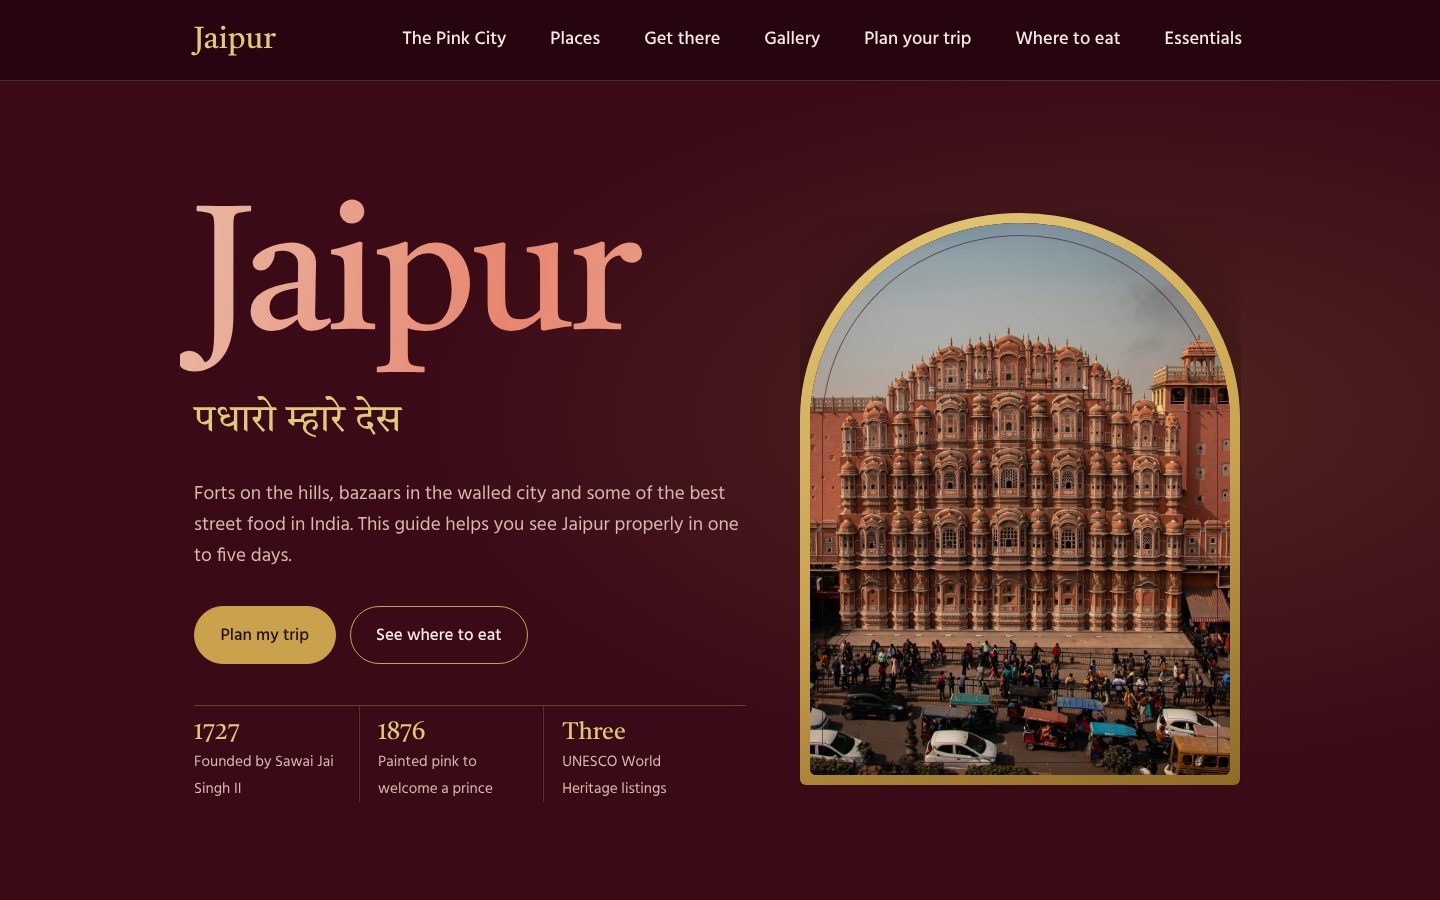 Jaipur
The Pink City
Places
Get there
Gallery
Plan your trip
Where to eat
Essentials
Jaipur
पधारो म्हारे देस
Forts on the hills, bazaars in the walled city and some of the best
street food in India. This guide helps you see Jaipur properly in one
to five days.
Plan my trip
See where to eat
1727
Founded by Sawai Jai
Singh II
1876
Painted pink to
welcome a prince
Three
UNESCO World
Heritage listings